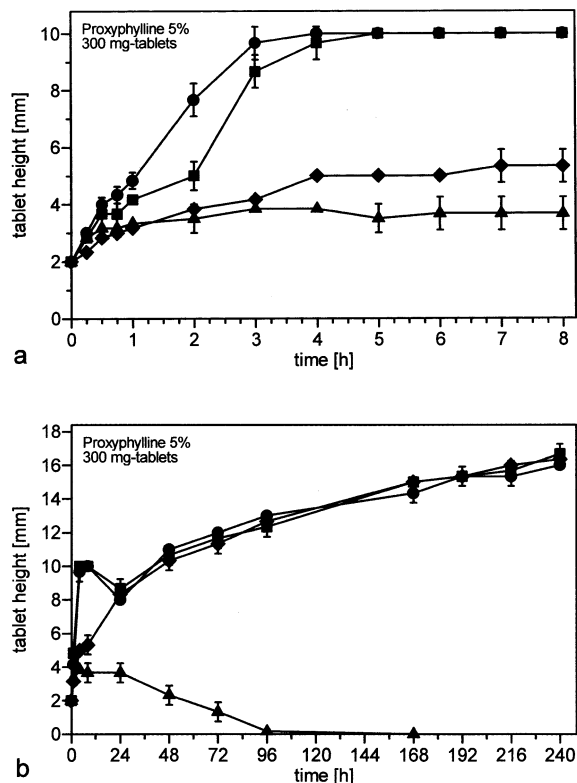 Proxyphylline 5%
300 mg-tablets
tablet height [mm]
10
8
6
4
2
0
0 1 2 3 4 5 6 7 8
time [h]
a
Proxyphylline 5%
300 mg-tablets
tablet height [mm]
18
16
14
12
10
8
6
4
2
0
0 24 48 72 96 120 144 168 192 216 240
time [h]
b